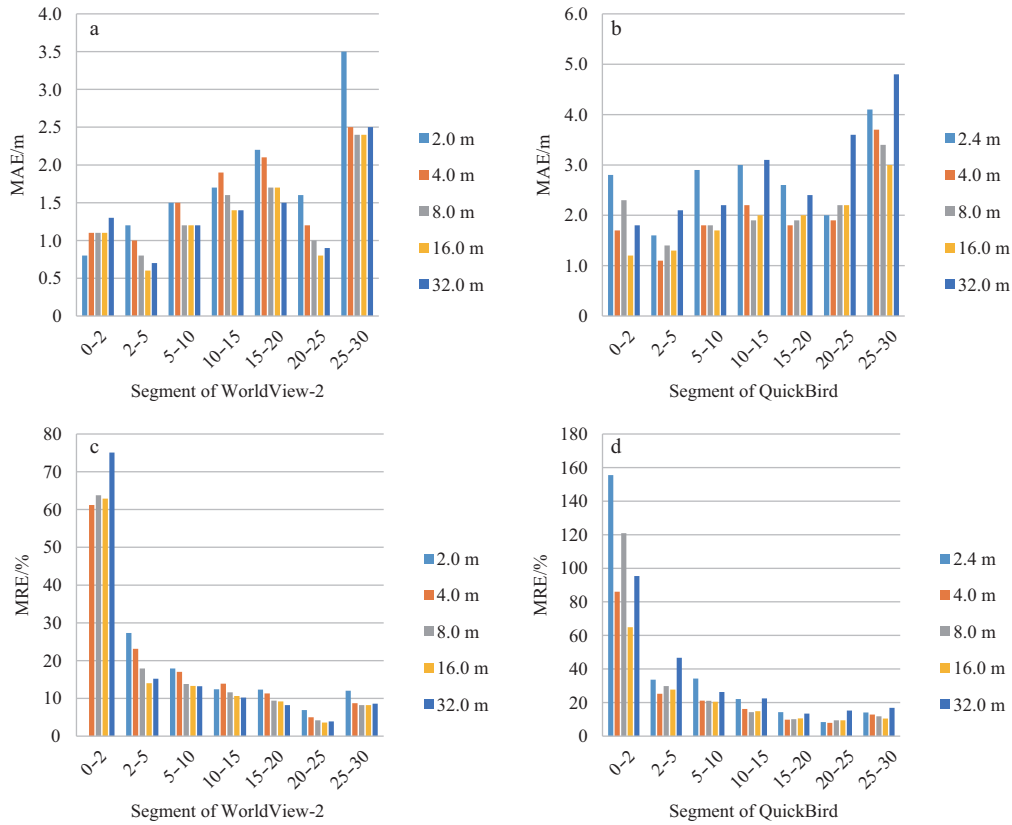 a
4.0
3.5
3.0
2.5
2.0
1.5
1.0
0.5
0
MAE/m
0-2
2-5
5-10
10-15
15-20
20-25
25-30
Segment of WorldView-2
2.0 m
4.0 m
8.0 m
16.0 m
32.0 m
b
6.0
5.0
4.0
3.0
2.0
1.0
0
MAE/m
0-2
2-5
5-10
10-15
15-20
20-25
25-30
Segment of QuickBird
2.4 m
4.0 m
8.0 m
16.0 m
32.0 m
c
80
70
60
50
40
30
20
10
0
MRE/%
0-2
2-5
5-10
10-15
15-20
20-25
25-30
Segment of WorldView-2
2.0 m
4.0 m
8.0 m
16.0 m
32.0 m
d
180
160
140
120
100
80
60
40
20
0
MRE/%
0-2
2-5
5-10
10-15
15-20
20-25
25-30
Segment of QuickBird
2.4 m
4.0 m
8.0 m
16.0 m
32.0 m